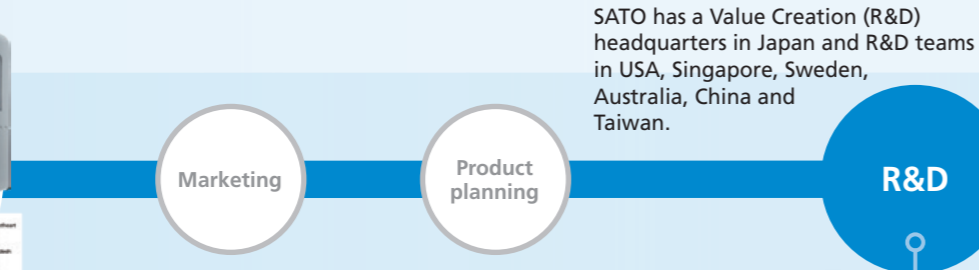 SATO has a Value Creation (R&D)
headquarters in Japan and R&D teams
in USA, Singapore, Sweden,
Australia, China and
Taiwan.
Marketing
Product
planning
R&D